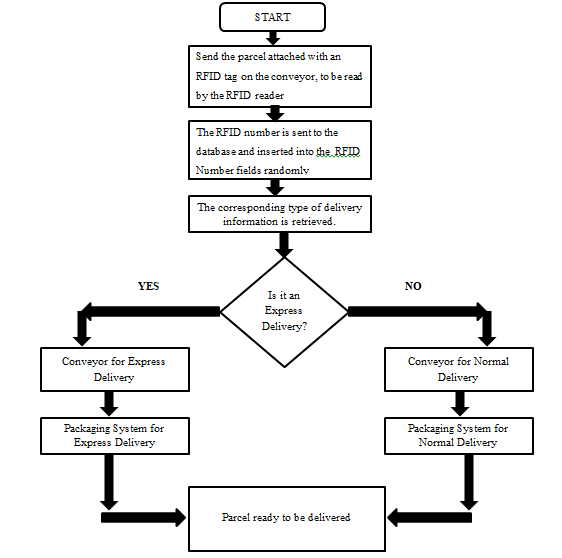 START
Send the parcel attached with an
RFID tag on the conveyor, to be read
by the RFID reader
The RFID number is sent to the
database and inserted into the RFID
Number fields randomly
The corresponding type of delivery
information is retrieved.
YES
NO
Is it an
Express
Delivery?
Conveyor for Express
Delivery
Conveyor for Normal
Delivery
Packaging System for
Express Delivery
Packaging System for
Normal Delivery
Parcel ready to be delivered